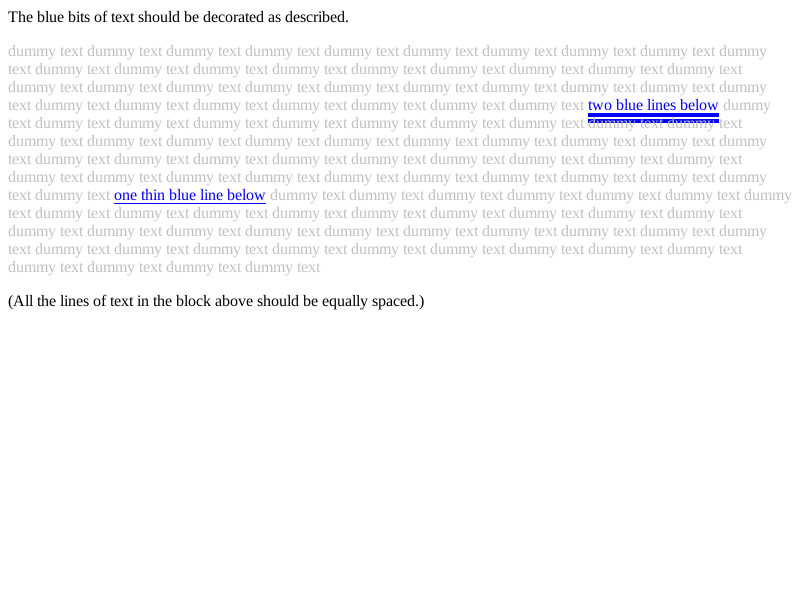 The blue bits of text should be decorated as described.
dummy text dummy text dummy text dummy text dummy text dummy text dummy text dummy text dummy text dummy
text dummy text dummy text dummy text dummy text dummy text dummy text dummy text dummy text dummy text
dummy text dummy text dummy text dummy text dummy text dummy text dummy text dummy text dummy text dummy
text dummy text dummy text dummy text dummy text dummy text dummy text dummy text two blue lines below dummy
text dummy text dummy text dummy text dummy text dummy text dummy text dummy text dummy text dummy text
dummy text dummy text dummy text dummy text dummy text dummy text dummy text dummy text dummy text dummy
text dummy text dummy text dummy text dummy text dummy text dummy text dummy text dummy text dummy text
dummy text dummy text dummy text dummy text dummy text dummy text dummy text dummy text dummy text dummy
text dummy text one thin blue line below dummy text dummy text dummy text dummy text dummy text dummy text dummy
text dummy text dummy text dummy text dummy text dummy text dummy text dummy text dummy text dummy text
dummy text dummy text dummy text dummy text dummy text dummy text dummy text dummy text dummy text dummy
text dummy text dummy text dummy text dummy text dummy text dummy text dummy text dummy text dummy text
dummy text dummy text dummy text dummy text
(All the lines of text in the block above should be equally spaced.)